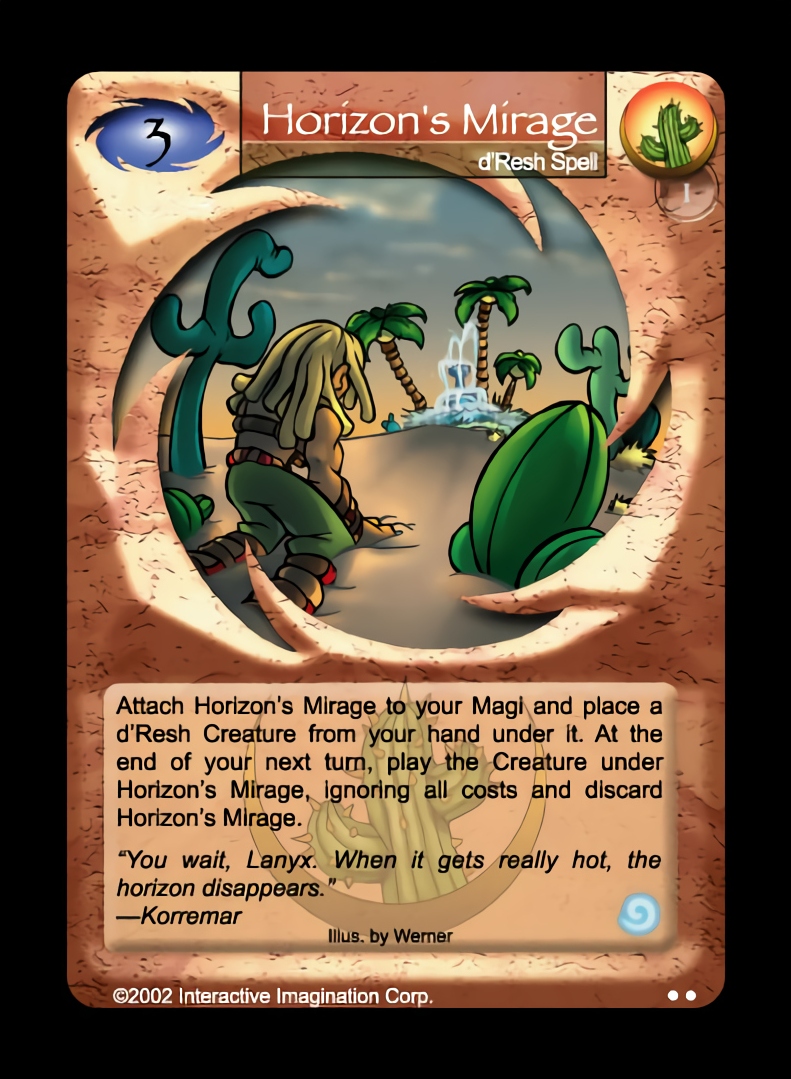 3
Horizon's Mirage
d'Resh Spell
I
Attach Horizon's Mirage to your Magi and place a
d'Resh Creature from your hand under it. At the
end of your next turn, play the Creature under
Horizon's Mirage, ignoring all costs and discard
Horizon's Mirage.
“You wait, Lanyx. When it gets really hot, the
horizon disappears.”
—Korremar
Illus. by Werner
©2002 Interactive Imagination Corp.